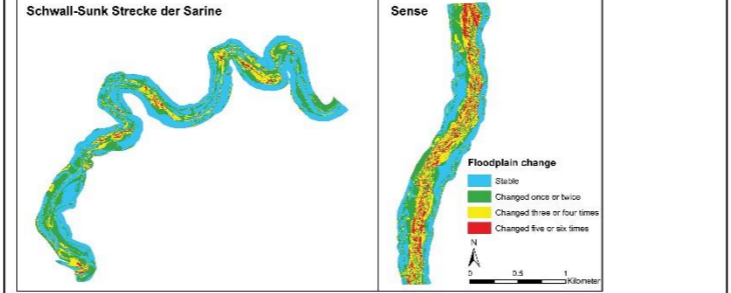 Schwall-Sunk Strecke der Sarine
Sense
Floodplain change
Stable
Changed once or twice
Changed three or four times
Changed five or six times
N
0 0.5 1
Kilometer